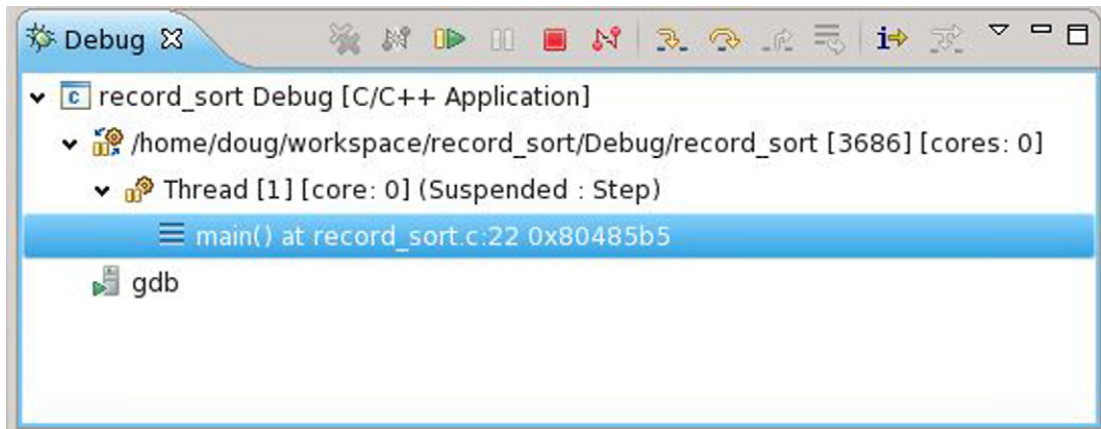 Debug
record_sort Debug [C/C++ Application]
/home/doug/workspace/record_sort/Debug/record_sort [3686] [cores: 0]
Thread [1] [core: 0] (Suspended : Step)
main() at record_sort.c:22 0x80485b5
gdb